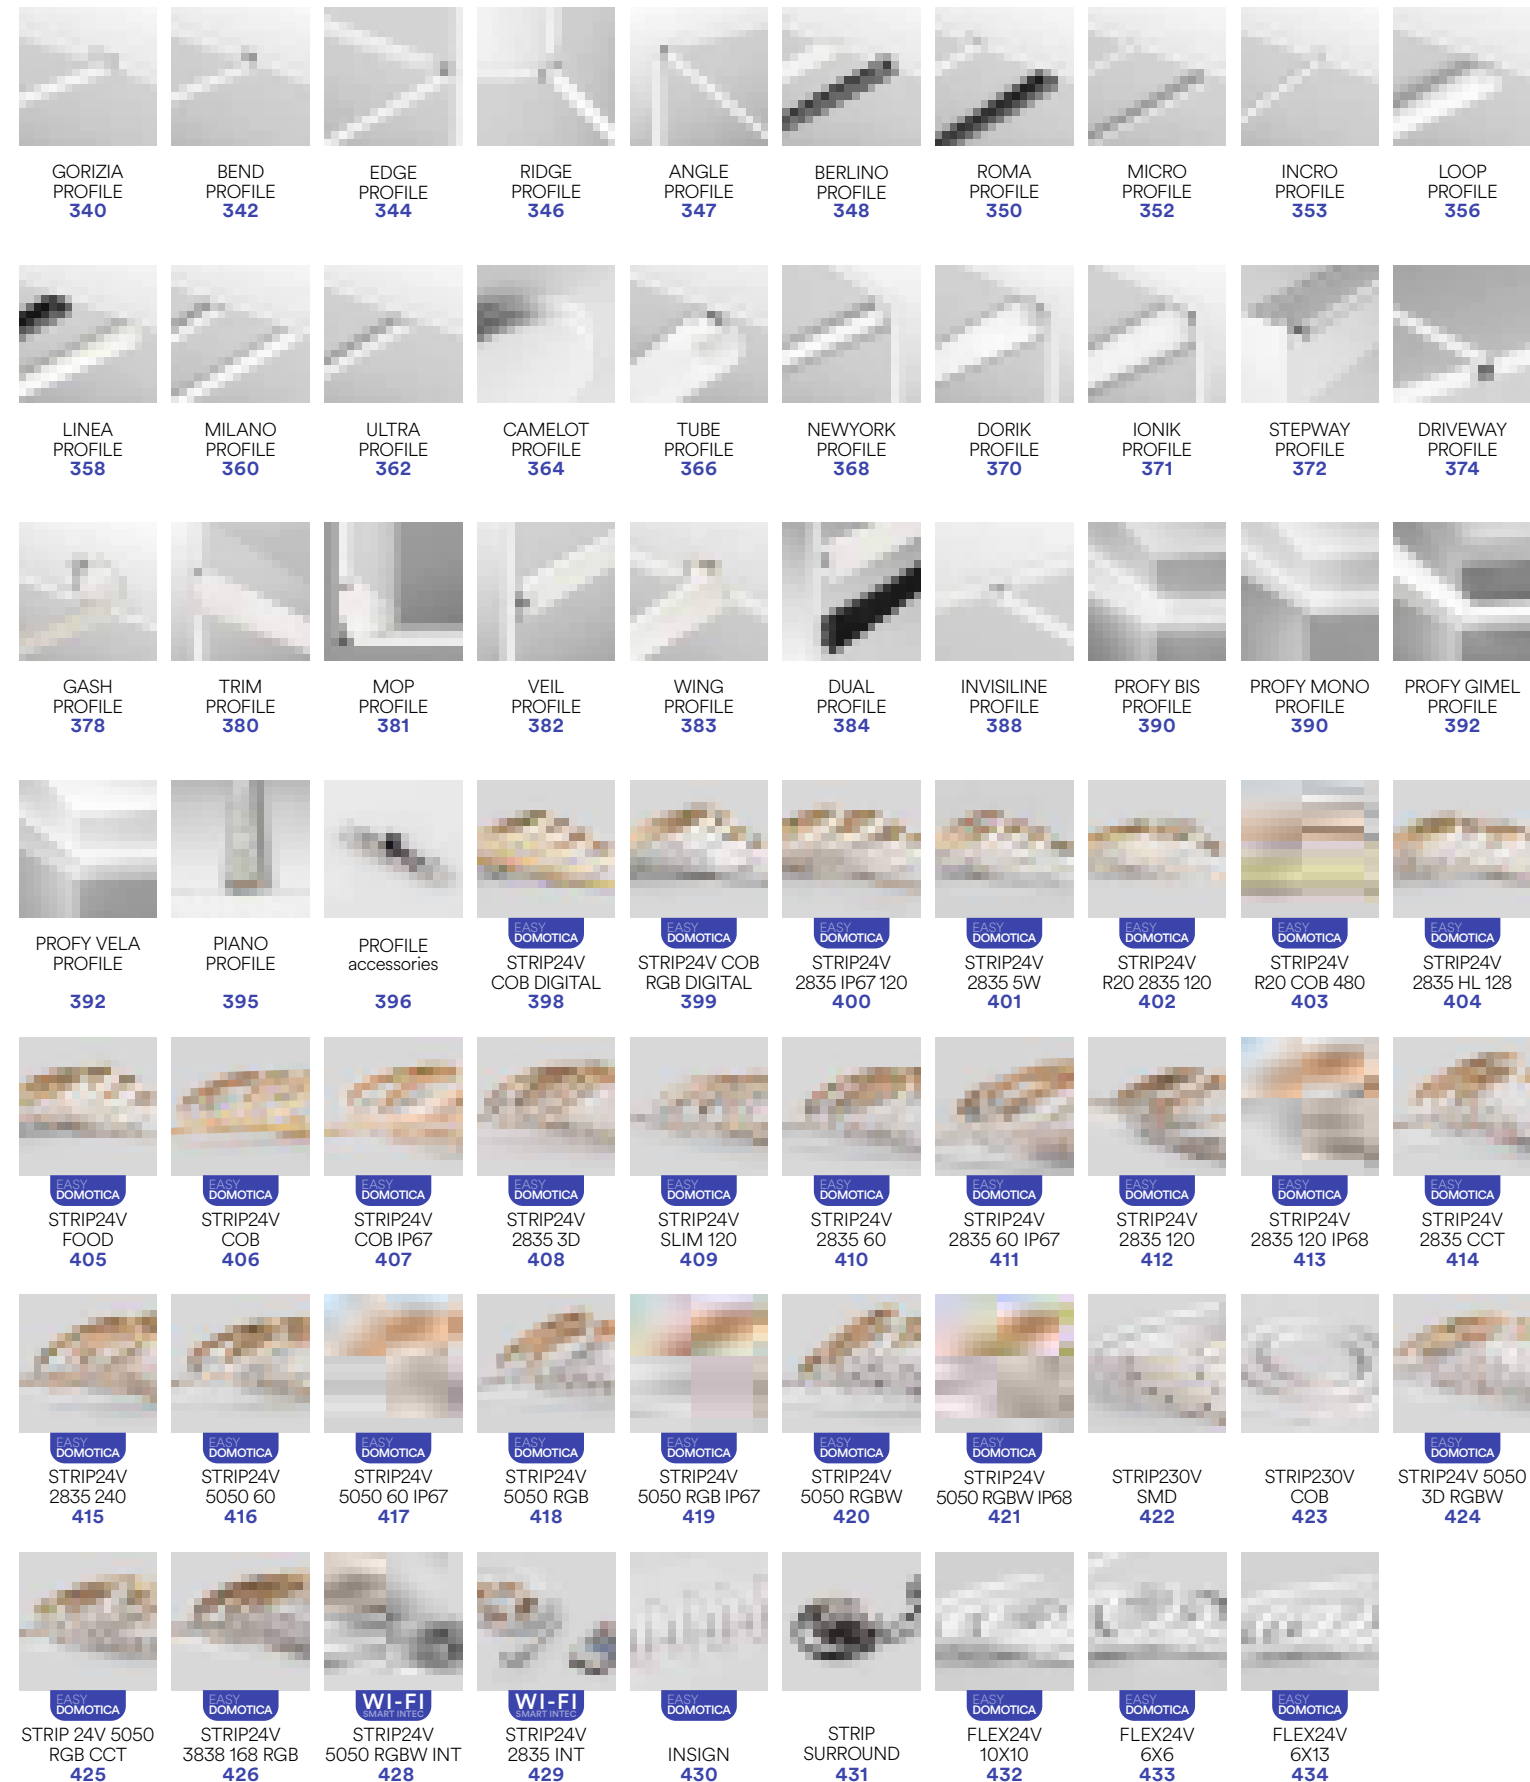 GORIZIA
PROFILE
340
BEND
PROFILE
342
EDGE
PROFILE
344
RIDGE
PROFILE
346
ANGLE
PROFILE
347
BERLINO
PROFILE
348
ROMA
PROFILE
350
MICRO
PROFILE
352
INCRO
PROFILE
353
LOOP
PROFILE
356
LINEA
PROFILE
358
MILANO
PROFILE
360
ULTRA
PROFILE
362
CAMELOT
PROFILE
364
TUBE
PROFILE
366
NEWYORK
PROFILE
368
DORIK
PROFILE
370
IONIK
PROFILE
371
STEPWAY
PROFILE
372
DRIVEWAY
PROFILE
374
GASH
PROFILE
378
TRIM
PROFILE
380
MOP
PROFILE
381
VEIL
PROFILE
382
WING
PROFILE
383
DUAL
PROFILE
384
INVISILINE
PROFILE
388
PROFY BIS
PROFILE
390
PROFY MONO
PROFILE
390
PROFY GIMEL
PROFILE
392
PROFY VELA
PROFILE
392
PIANO
PROFILE
395
PROFILE
accessories
396
EASY
DOMOTICA
STRIP24V
COB DIGITAL
398
EASY
DOMOTICA
STRIP24V COB
RGB DIGITAL
399
EASY
DOMOTICA
STRIP24V
2835 IP67 120
400
EASY
DOMOTICA
STRIP24V
2835 5W
401
EASY
DOMOTICA
STRIP24V
R20 2835 120
402
EASY
DOMOTICA
STRIP24V
R20 COB 480
403
EASY
DOMOTICA
STRIP24V
2835 HL 128
404
EASY
DOMOTICA
STRIP24V
FOOD
405
EASY
DOMOTICA
STRIP24V
COB
406
EASY
DOMOTICA
STRIP24V
COB IP67
407
EASY
DOMOTICA
STRIP24V
2835 3D
408
EASY
DOMOTICA
STRIP24V
SLIM 120
409
EASY
DOMOTICA
STRIP24V
2835 60
410
EASY
DOMOTICA
STRIP24V
2835 60 IP67
411
EASY
DOMOTICA
STRIP24V
2835 120
412
EASY
DOMOTICA
STRIP24V
2835 120 IP68
413
EASY
DOMOTICA
STRIP24V
2835 CCT
414
EASY
DOMOTICA
STRIP24V
2835 240
415
EASY
DOMOTICA
STRIP24V
5050 60
416
EASY
DOMOTICA
STRIP24V
5050 60 IP67
417
EASY
DOMOTICA
STRIP24V
5050 RGB
418
EASY
DOMOTICA
STRIP24V
5050 RGB IP67
419
EASY
DOMOTICA
STRIP24V
5050 RGBW
420
EASY
DOMOTICA
STRIP24V
5050 RGBW IP68
421
STRIP230V
SMD
422
STRIP230V
COB
423
EASY
DOMOTICA
STRIP24V 5050
3D RGBW
424
EASY
DOMOTICA
STRIP 24V 5050
RGB CCT
425
EASY
DOMOTICA
STRIP24V
3838 168 RGB
426
WI-FI
SMART INTEC
STRIP24V
5050 RGBW INT
428
WI-FI
SMART INTEC
STRIP24V
2835 INT
429
EASY
DOMOTICA
INSIGN
430
STRIP
SURROUND
431
EASY
DOMOTICA
FLEX24V
10X10
432
EASY
DOMOTICA
FLEX24V
6X6
433
EASY
DOMOTICA
FLEX24V
6X13
434